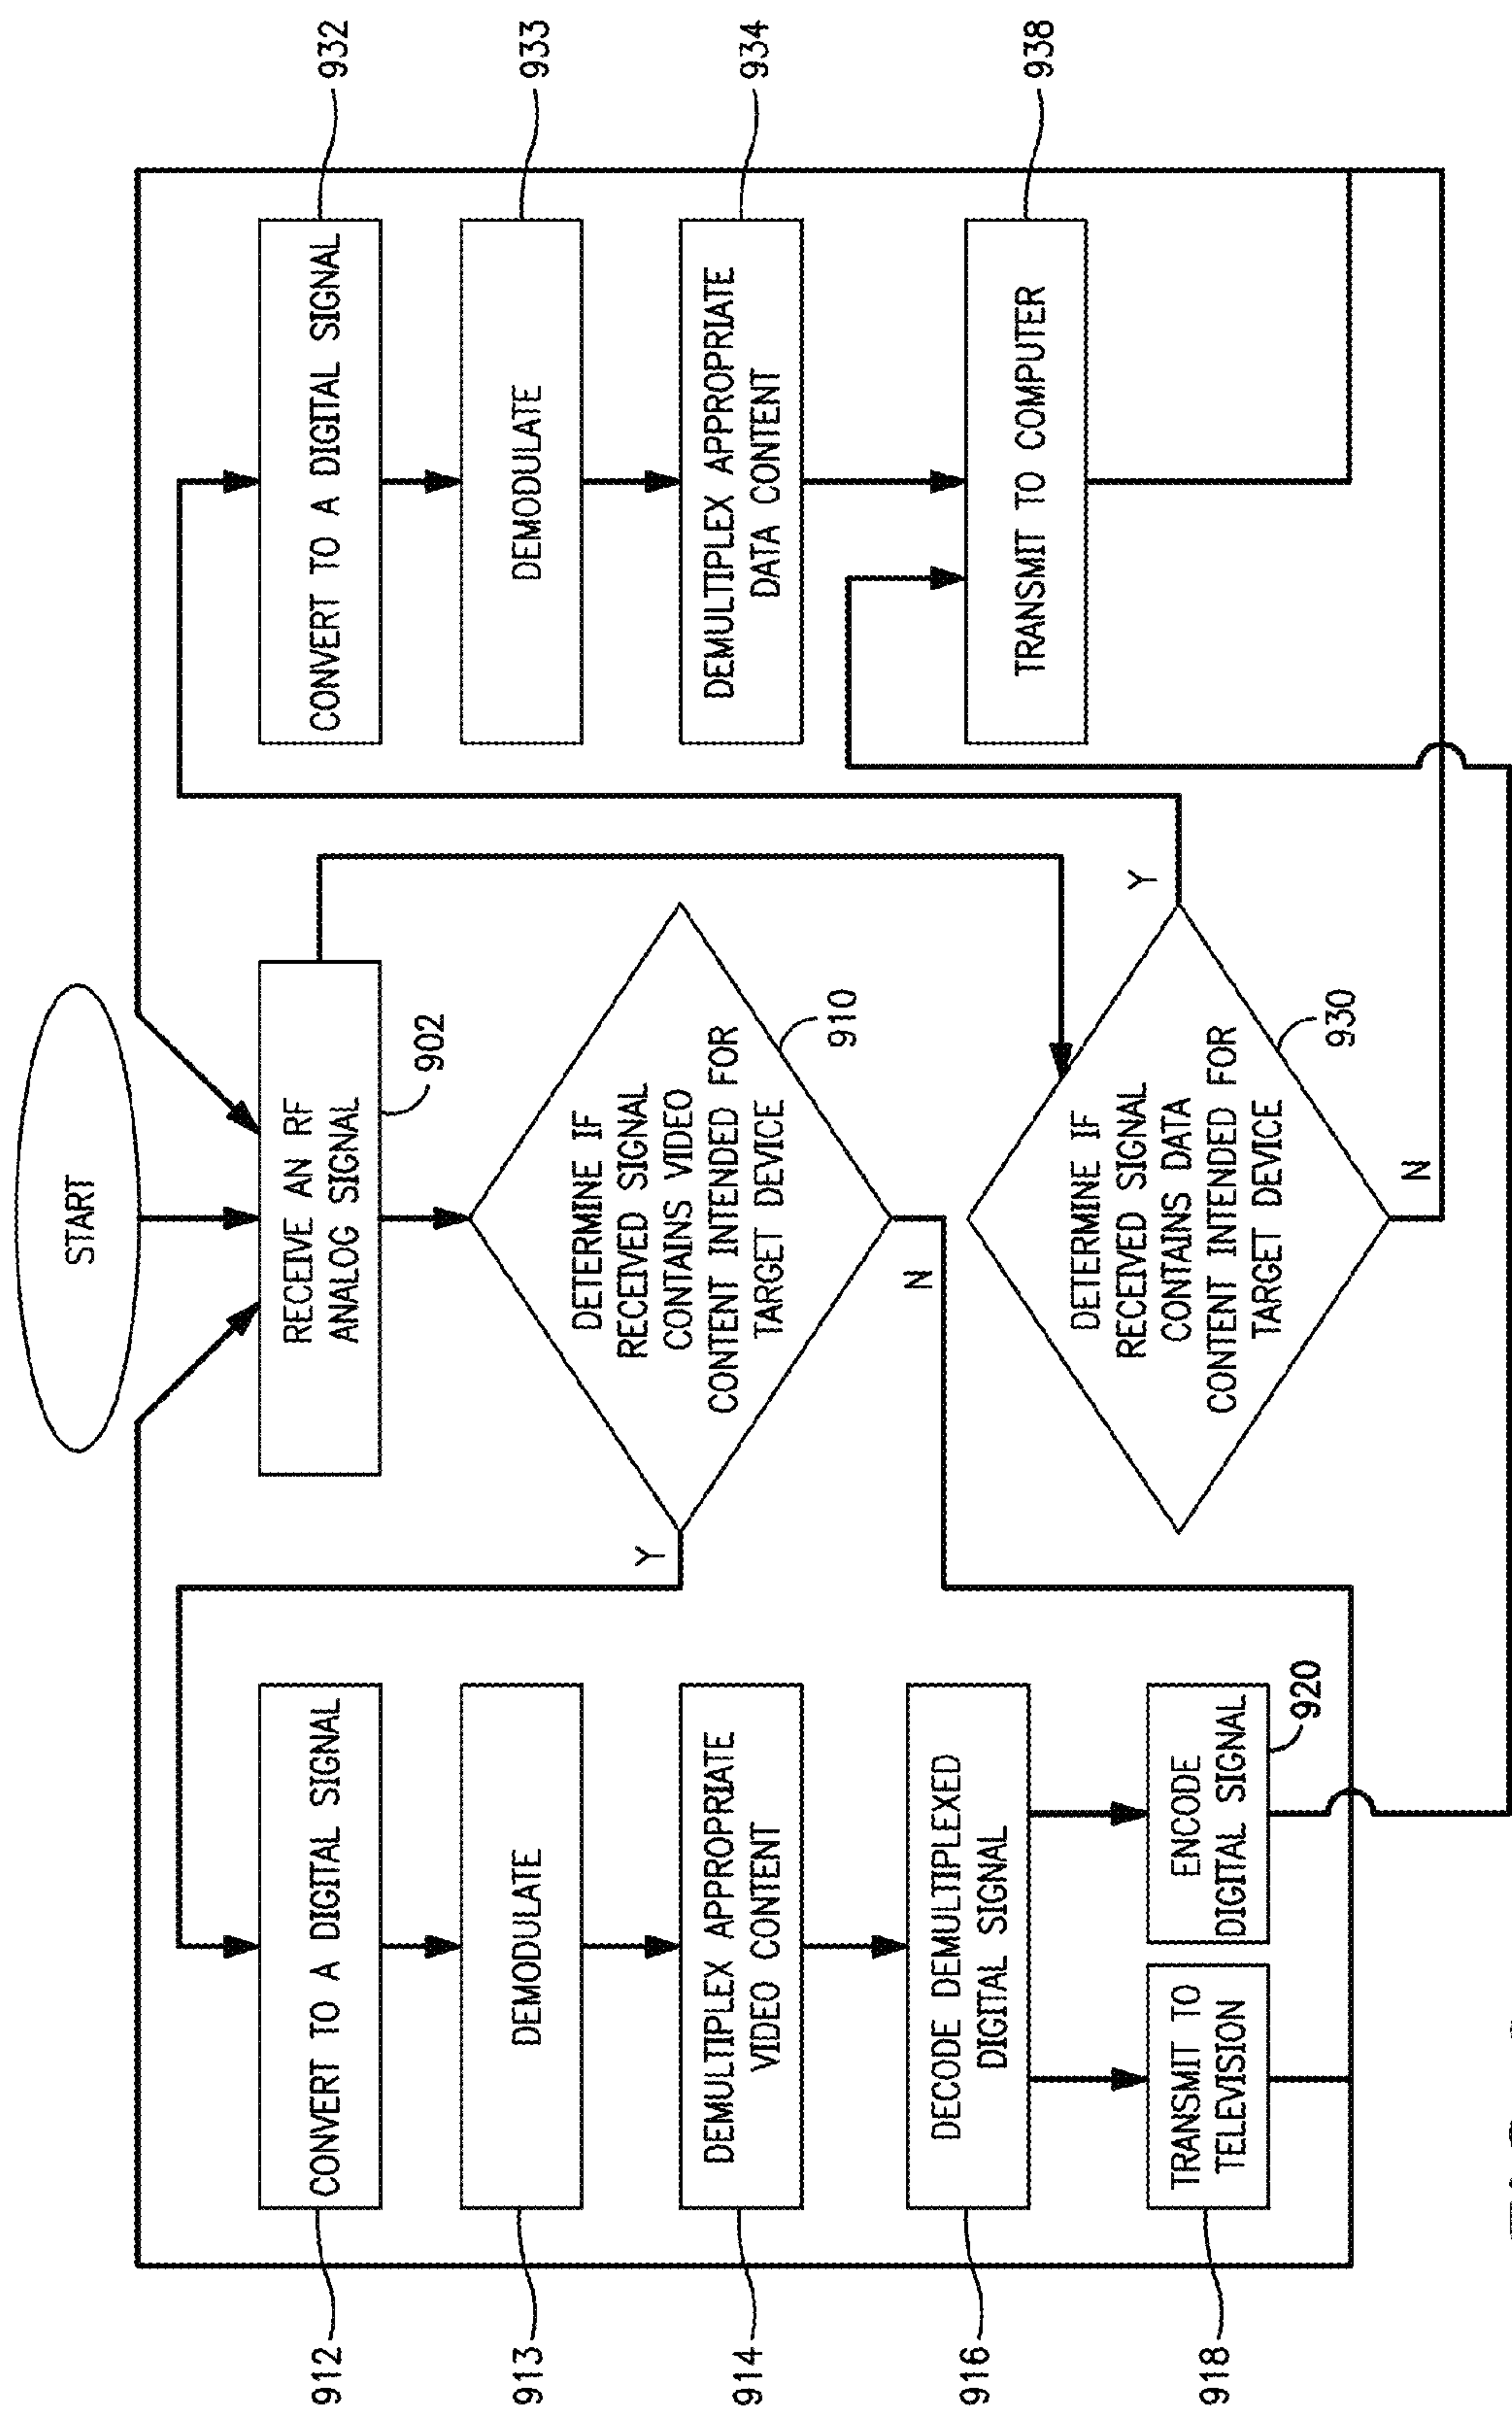 START
RECEIVE AN RF
ANALOG SIGNAL
902
DETERMINE IF
RECEIVED SIGNAL
CONTAINS VIDEO
CONTENT INTENDED FOR
TARGET DEVICE
910
Y
N
912
CONVERT TO A DIGITAL SIGNAL
913
DEMODULATE
914
DEMULTIPLEX APPROPRIATE
VIDEO CONTENT
916
DECODE DEMULTIPLEXED
DIGITAL SIGNAL
918
TRANSMIT TO
TELEVISION
ENCODE
DIGITAL SIGNAL
920
DETERMINE IF
RECEIVED SIGNAL
CONTAINS DATA
CONTENT INTENDED FOR
TARGET DEVICE
930
Y
N
CONVERT TO A DIGITAL SIGNAL
932
DEMODULATE
933
DEMULTIPLEX APPROPRIATE
DATA CONTENT
934
TRANSMIT TO COMPUTER
938